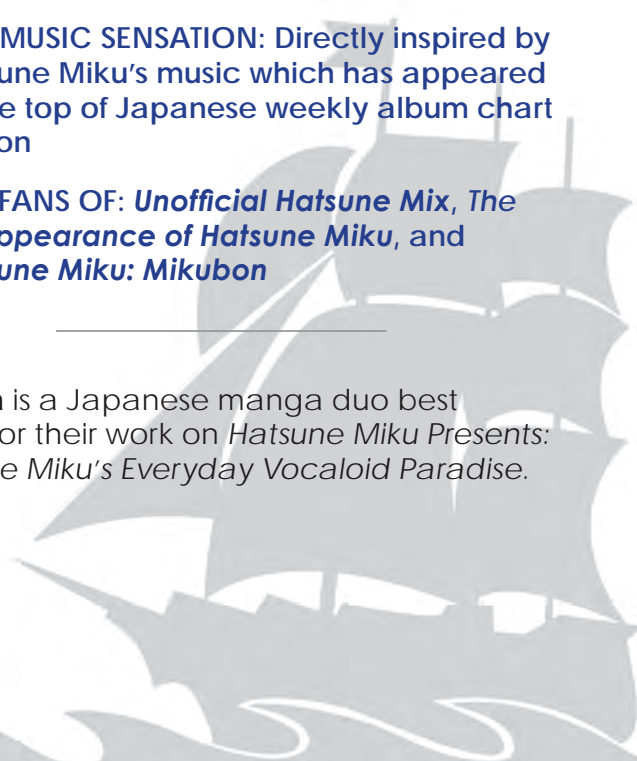 MUSIC SENSATION: Directly inspired by
une Miku's music which has appeared
e top of Japanese weekly album chart
on
FANS OF: Unofficial Hatsune Mix, The
ppearance of Hatsune Miku, and
une Miku: Mikubon
is a Japanese manga duo best
or their work on Hatsune Miku Presents:
e Miku's Everyday Vocaloid Paradise.